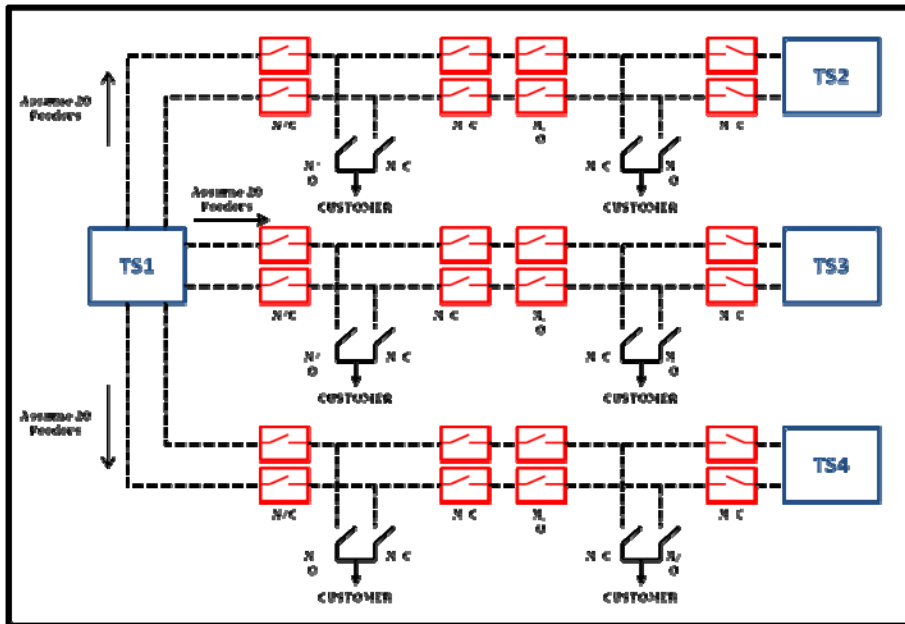 TS2
Assume 20
Feeders
N/C
N C
N.
O
N C
N'
O
N C
N C
N
O
CUSTOMER
CUSTOMER
Assume 20
Feeders
TS1
TS3
N/C
N C
N.
O
N C
N/
O
N C
N C
N
O
CUSTOMER
CUSTOMER
Assume 20
Feeders
TS4
N/C
N C
N.
O
N C
N
O
N C
N C
N/
O
CUSTOMER
CUSTOMER